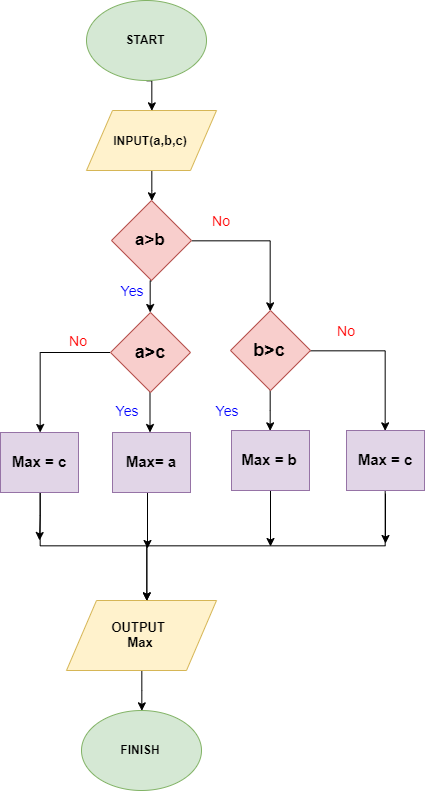 START
INPUT(a,b,c)
a>b
No
Yes
a>c
b>c
No
No
Yes
Yes
Max = c
Max= a
Max = b
Max = c
OUTPUT
Max
FINISH